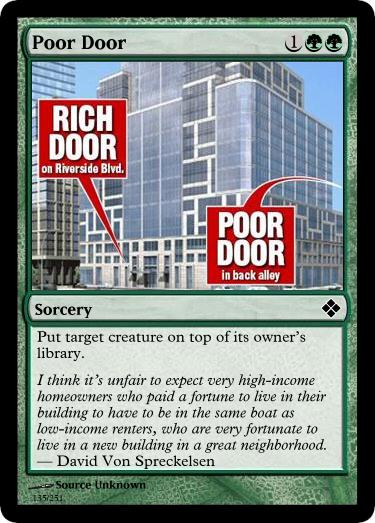 Poor Door 1
RICH
DOOR
on Riverside Blvd.
POOR
DOOR
in back alley
Sorcery
Put target creature on top of its owner's
library.
I think it's unfair to expect very high-income
homeowners who paid a fortune to live in their
building to have to be in the same boat as
low-income renters, who are very fortunate to
live in a new building in a great neighborhood.
— David Von Spreckelsen
Source Unknown
135/251